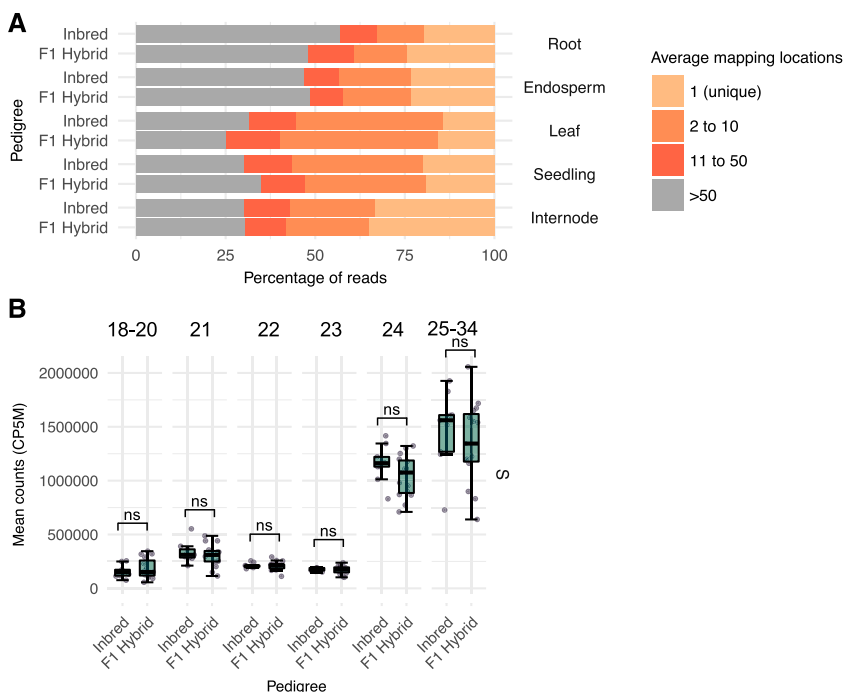 A
Inbred
F1 Hybrid
Root
Inbred
F1 Hybrid
Endosperm
Inbred
F1 Hybrid
Leaf
Inbred
F1 Hybrid
Seedling
Inbred
F1 Hybrid
Internode
Pedigree
0 25 50 75 100
Percentage of reads
Average mapping locations
1 (unique)
2 to 10
11 to 50
>50
B
18-20 21 22 23 24 25-34
ns ns ns ns ns ns
2000000
1500000
1000000
500000
0
Mean counts (CP5M)
S
Inbred F1 Hybrid Inbred F1 Hybrid Inbred F1 Hybrid Inbred F1 Hybrid Inbred F1 Hybrid Inbred F1 Hybrid
Pedigree